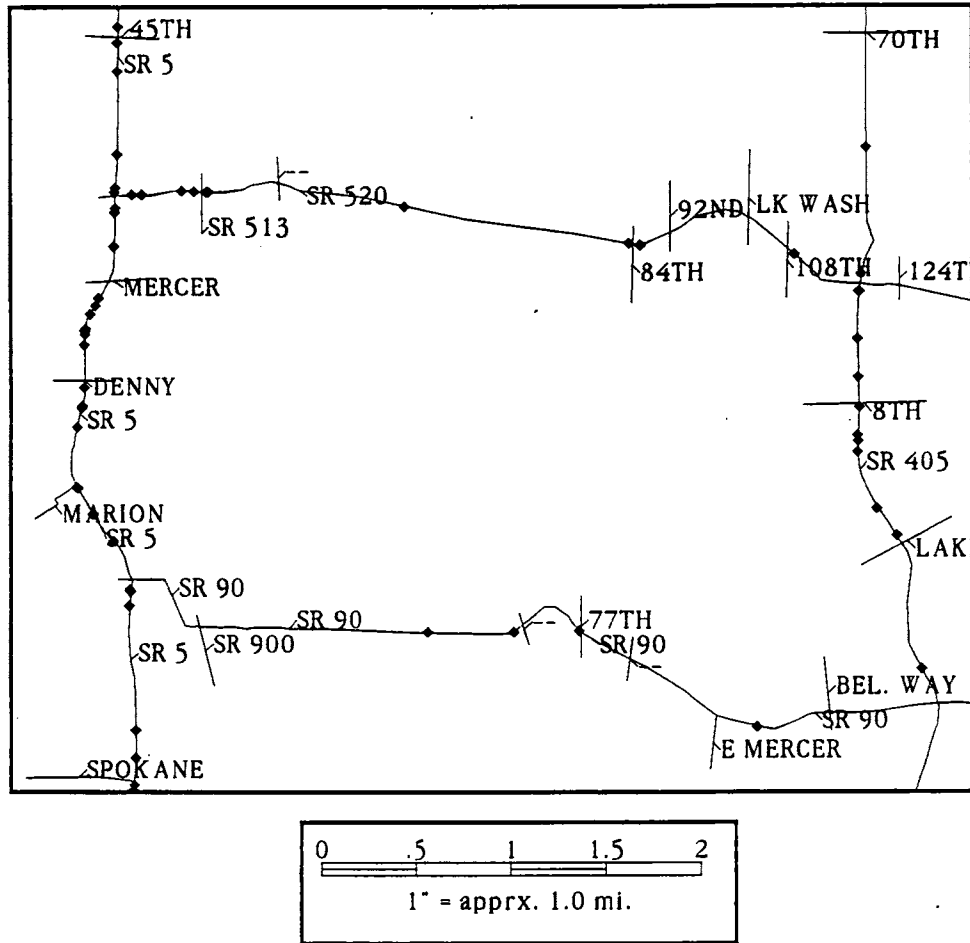 45TH
70TH
SR 5
--
SR 520
92ND
LK WASH
SR 513
84TH
108TH
124T
MERCER
DENNY
8TH
SR 5
SR 405
MARION
SR 5
LAK
SR 90
SR 90
77TH
--
SR 900
SR 90
--
SR 5
BEL. WAY
SR 90
E MERCER
SPOKANE
0 .5 1 1.5 2
1" = apprx. 1.0 mi.